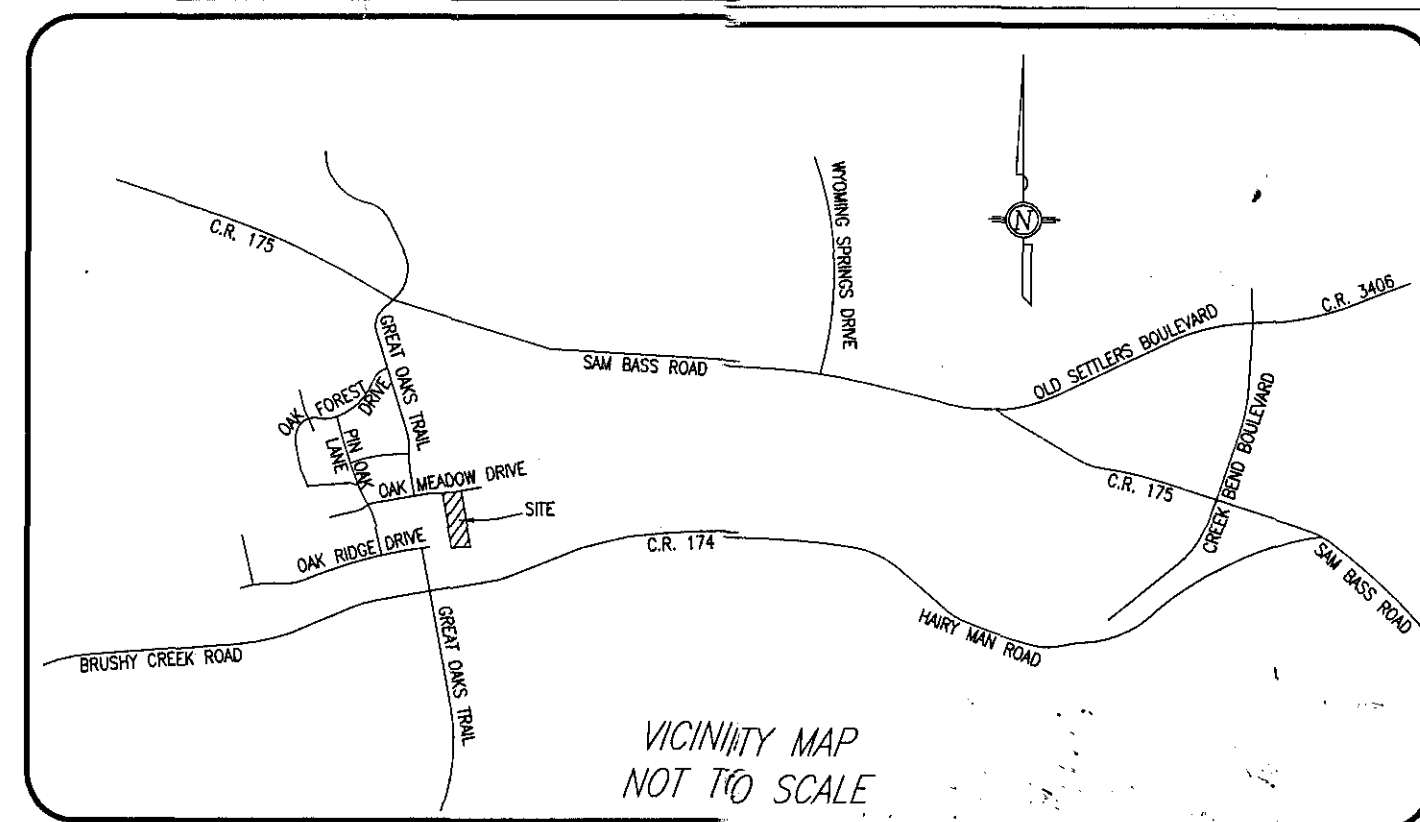 C.R. 175
WYOMING SPRINGS DRIVE
N
C.R. 3406
OLD SETTLERS BOULEVARD
GREAT OAKS TRAIL
SAM BASS ROAD
OAK FOREST DRIVE
PIN OAK LANE
CREEK BEND BOULEVARD
OAK MEADOW DRIVE
C.R. 175
SITE
OAK RIDGE DRIVE
C.R. 174
SAM BASS ROAD
HAIRY MAN ROAD
GREAT OAKS TRAIL
BRUSHY CREEK ROAD
VICINITY MAP
NOT TO SCALE